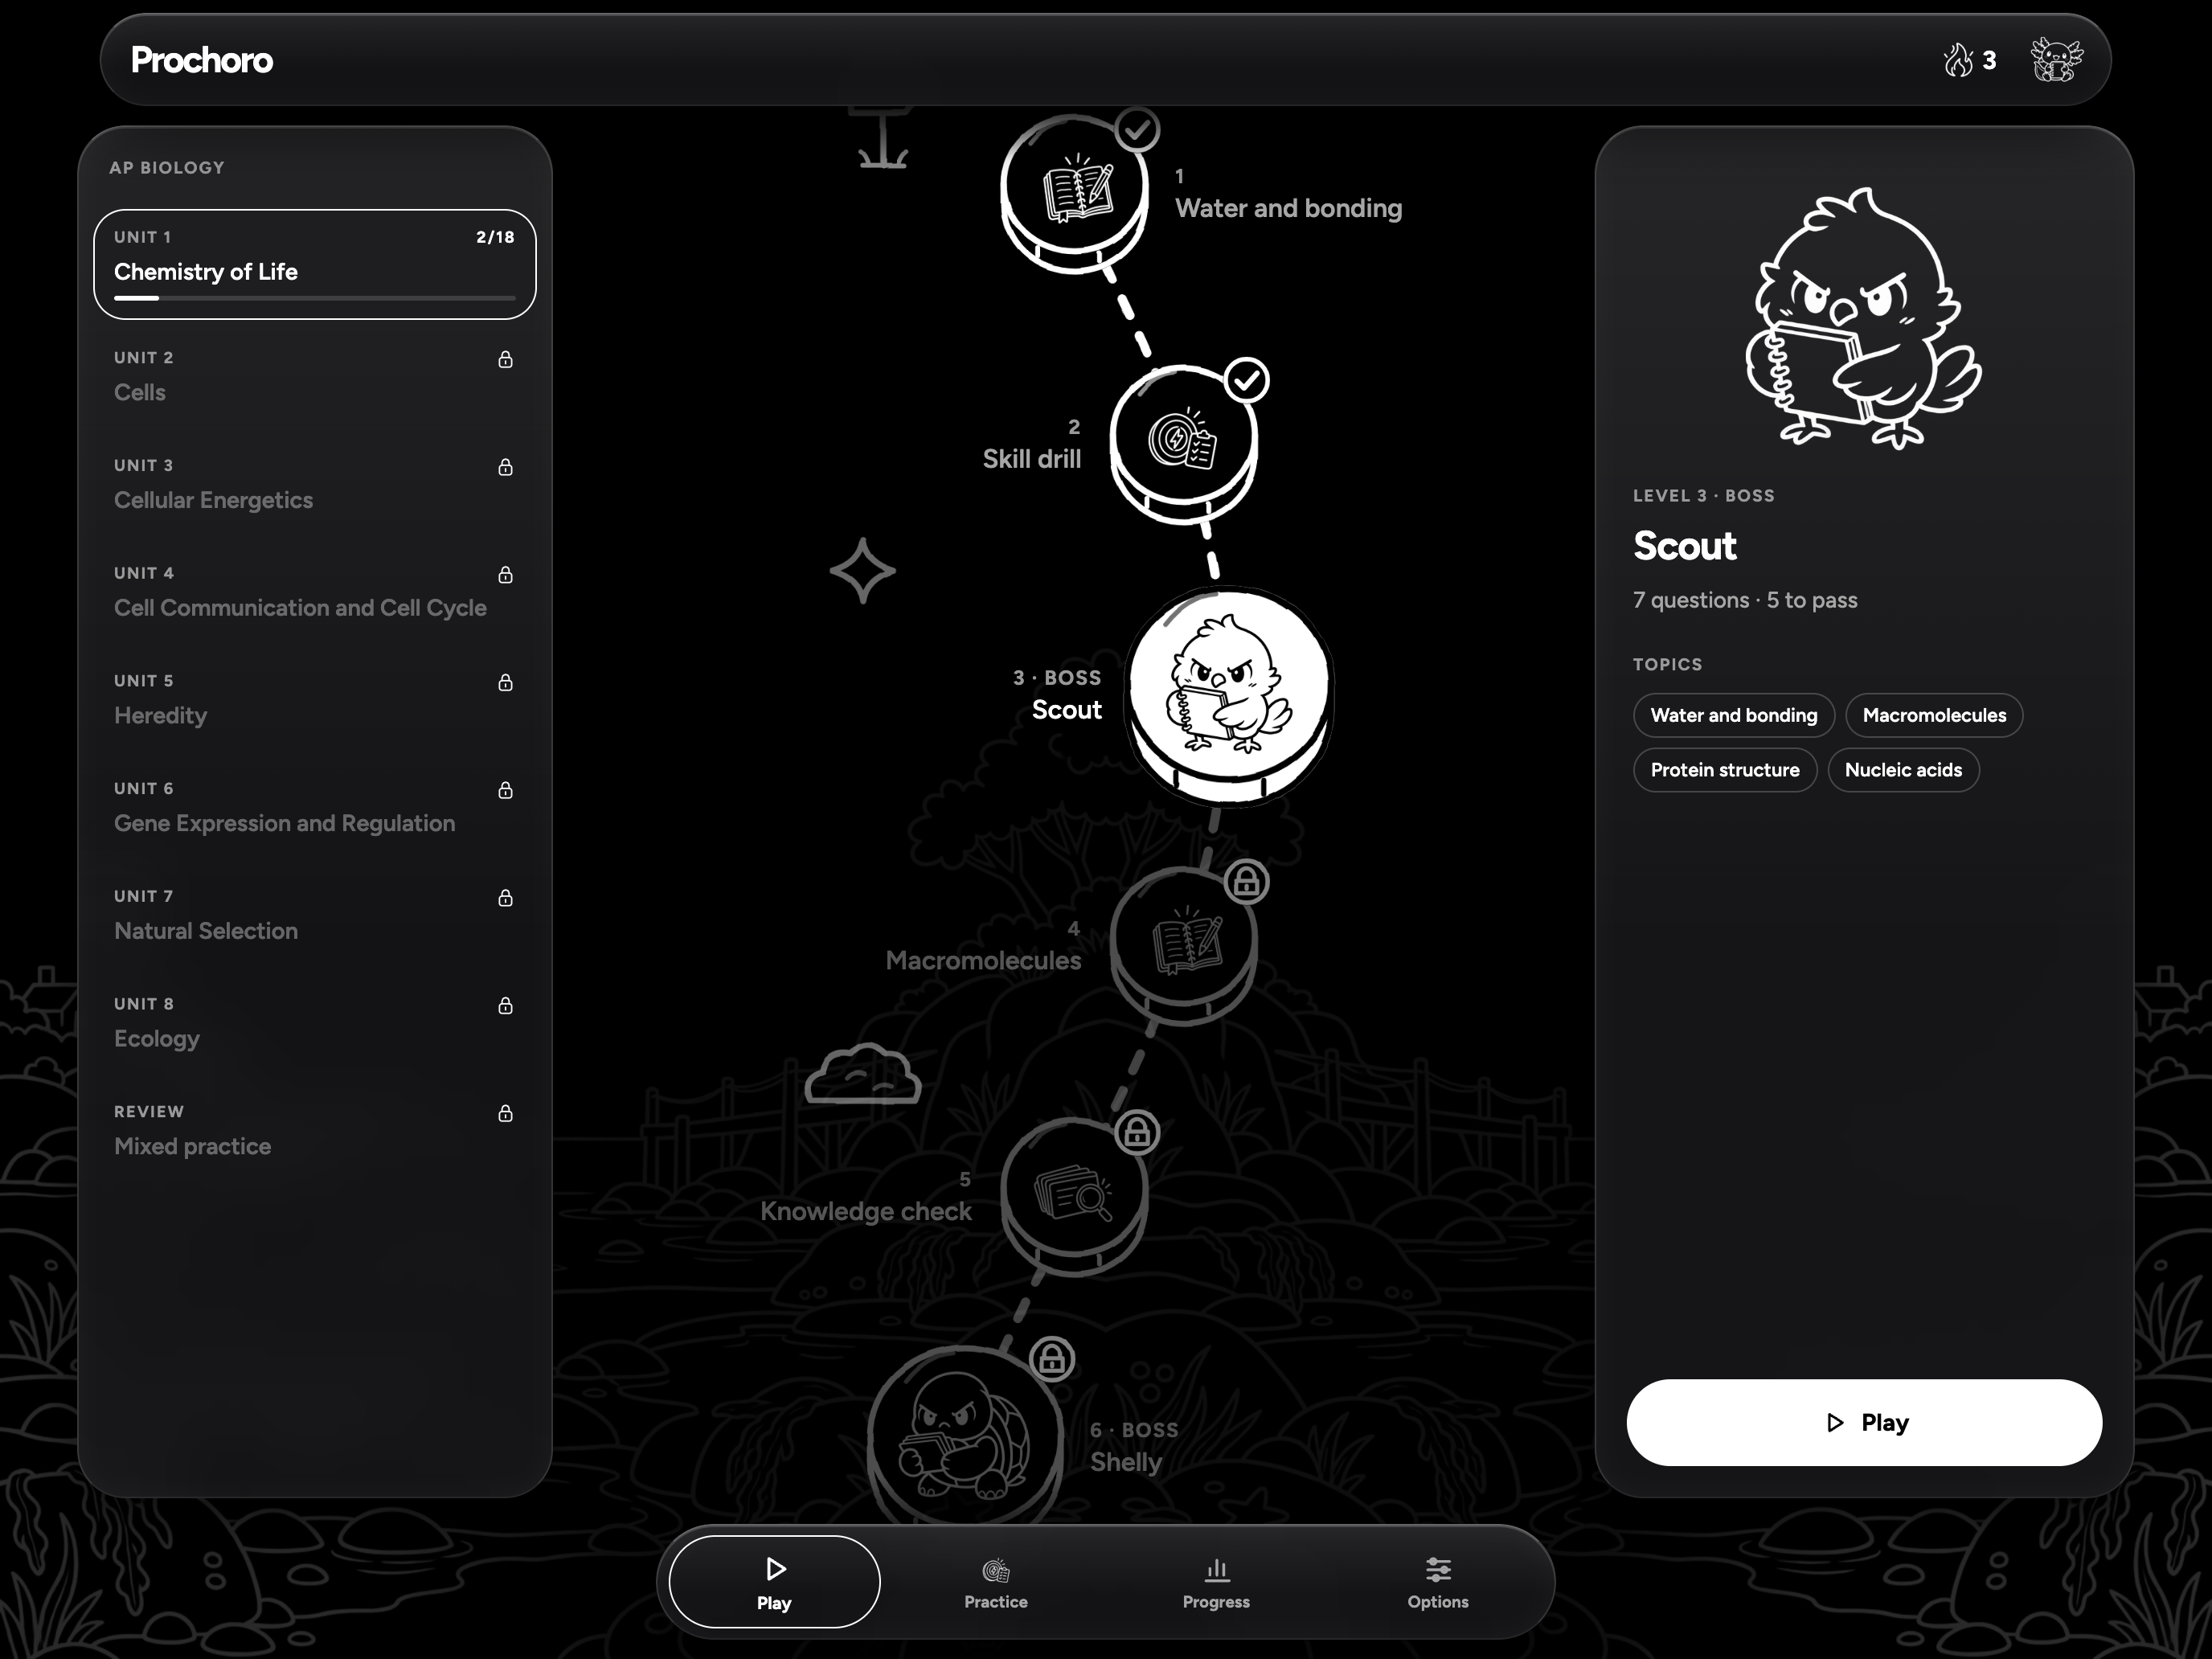 Prochoro
3
AP BIOLOGY
UNIT 1
2/18
Chemistry of Life
UNIT 2
Cells
UNIT 3
Cellular Energetics
UNIT 4
Cell Communication and Cell Cycle
UNIT 5
Heredity
UNIT 6
Gene Expression and Regulation
UNIT 7
Natural Selection
UNIT 8
Ecology
REVIEW
Mixed practice
1
Water and bonding
2
Skill drill
3 · BOSS
Scout
4
Macromolecules
5
Knowledge check
6 · BOSS
Shelly
LEVEL 3 · BOSS
Scout
7 questions · 5 to pass
TOPICS
Water and bonding
Macromolecules
Protein structure
Nucleic acids
Play
Play
Practice
Progress
Options